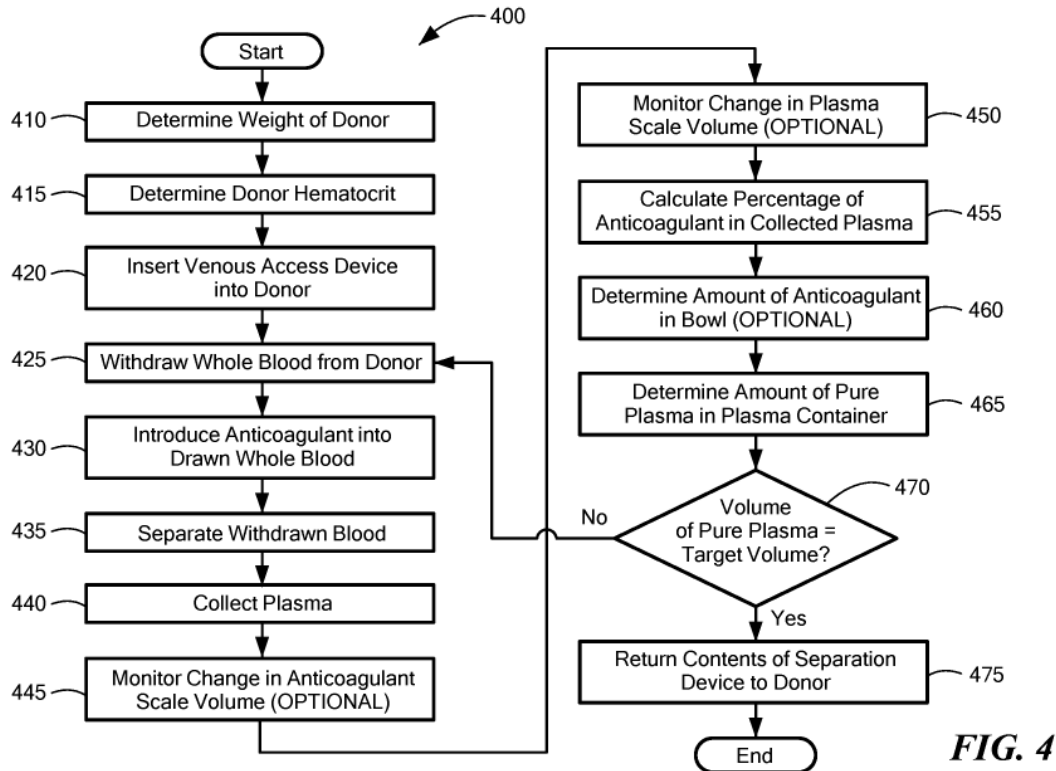 400
Start
410
Determine Weight of Donor
415
Determine Donor Hematocrit
420
Insert Venous Access Device
into Donor
425
Withdraw Whole Blood from Donor
430
Introduce Anticoagulant into
Drawn Whole Blood
435
Separate Withdrawn Blood
440
Collect Plasma
445
Monitor Change in Anticoagulant
Scale Volume (OPTIONAL)
Monitor Change in Plasma
Scale Volume (OPTIONAL)
450
Calculate Percentage of
Anticoagulant in Collected Plasma
455
Determine Amount of Anticoagulant
in Bowl (OPTIONAL)
460
Determine Amount of Pure
Plasma in Plasma Container
465
470
No
Volume
of Pure Plasma =
Target Volume?
Yes
Return Contents of Separation
Device to Donor
475
End
FIG. 4